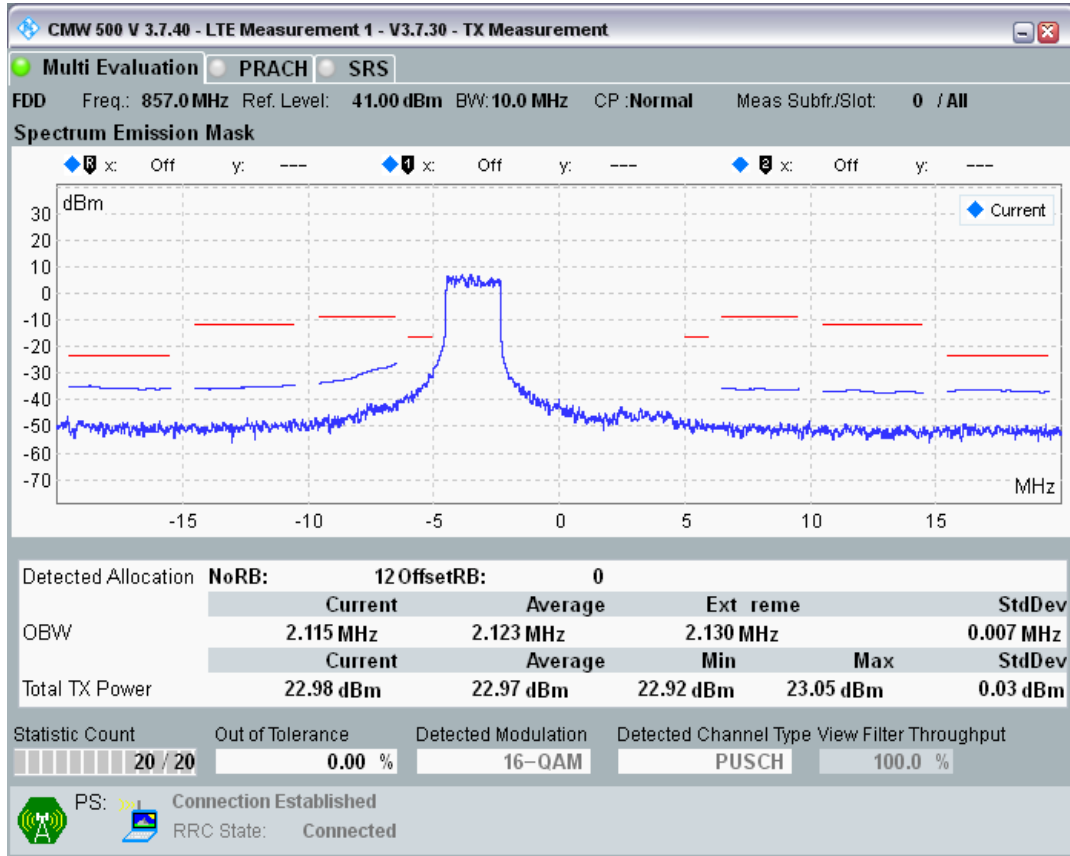 CMW 500 V 3.7.40 - LTE Measurement 1 - V3.7.30 - TX Measurement
Multi Evaluation PRACH SRS
FDD Freq.: 857.0 MHz Ref. Level: 41.00 dBm BW: 10.0 MHz CP :Normal Meas Subfr./Slot: 0 / All
Spectrum Emission Mask
R x: Off y: --- 1 x: Off y: --- 2 x: Off y: ---
dBm
Current
30
20
10
0
-10
-20
-30
-40
-50
-60
-70
MHz
-15 -10 -5 0 5 10 15
Detected Allocation NoRB: 12 OffsetRB: 0
Current Average Ext reme StdDev
OBW 2.115 MHz 2.123 MHz 2.130 MHz 0.007 MHz
Current Average Min Max StdDev
Total TX Power 22.98 dBm 22.97 dBm 22.92 dBm 23.05 dBm 0.03 dBm
Statistic Count Out of Tolerance Detected Modulation Detected Channel Type View Filter Throughput
20 / 20 0.00 % 16-QAM PUSCH 100.0 %
PS: Connection Established
RRC State: Connected